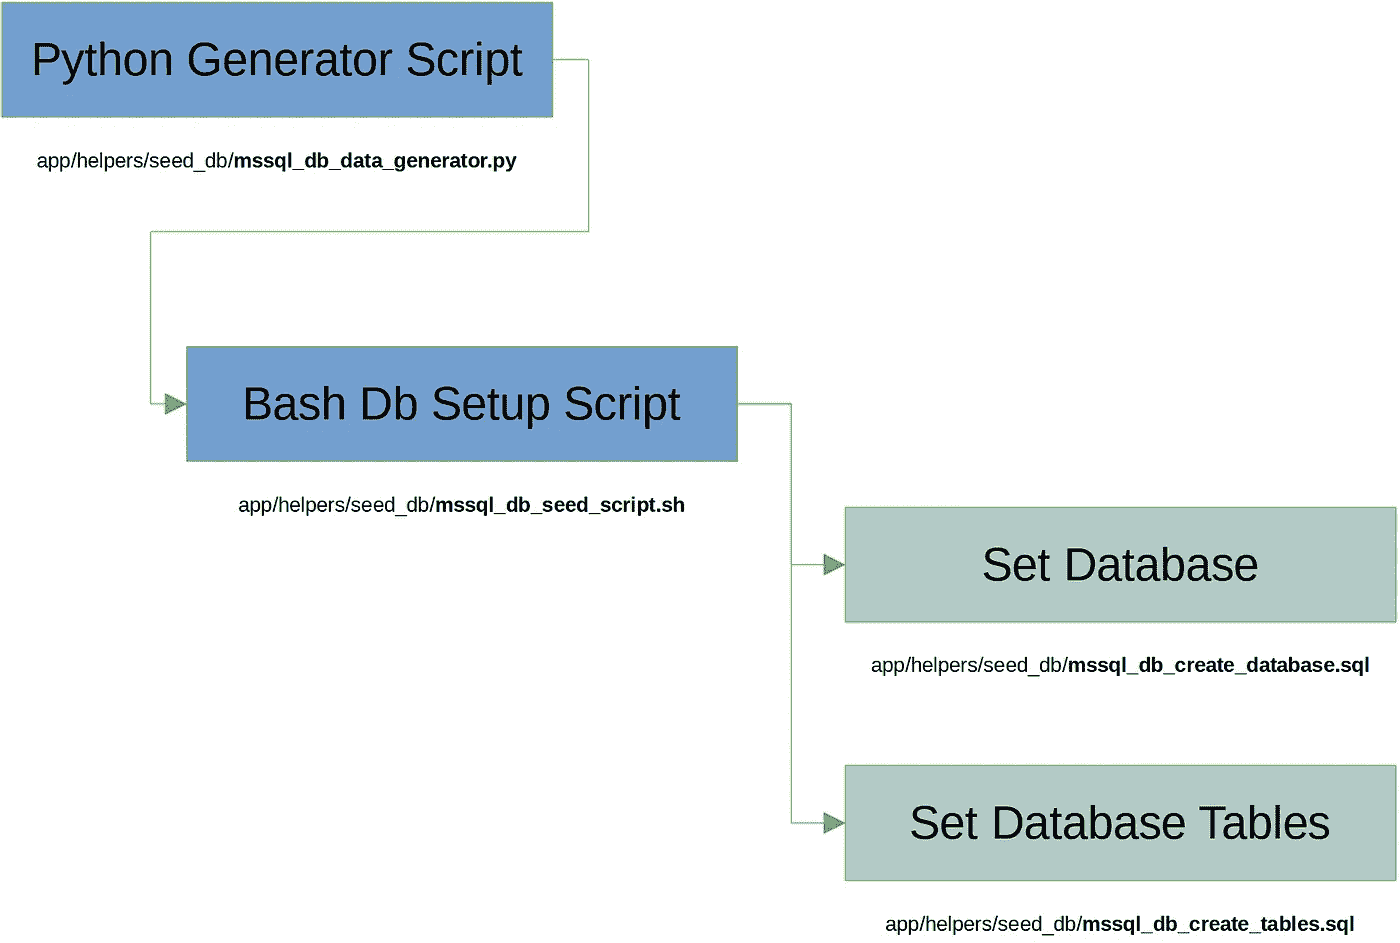 Python Generator Script
app/helpers/seed_db/mssql_db_data_generator.py
Bash Db Setup Script
app/helpers/seed_db/mssql_db_seed_script.sh
Set Database
app/helpers/seed_db/mssql_db_create_database.sql
Set Database Tables
app/helpers/seed_db/mssql_db_create_tables.sql